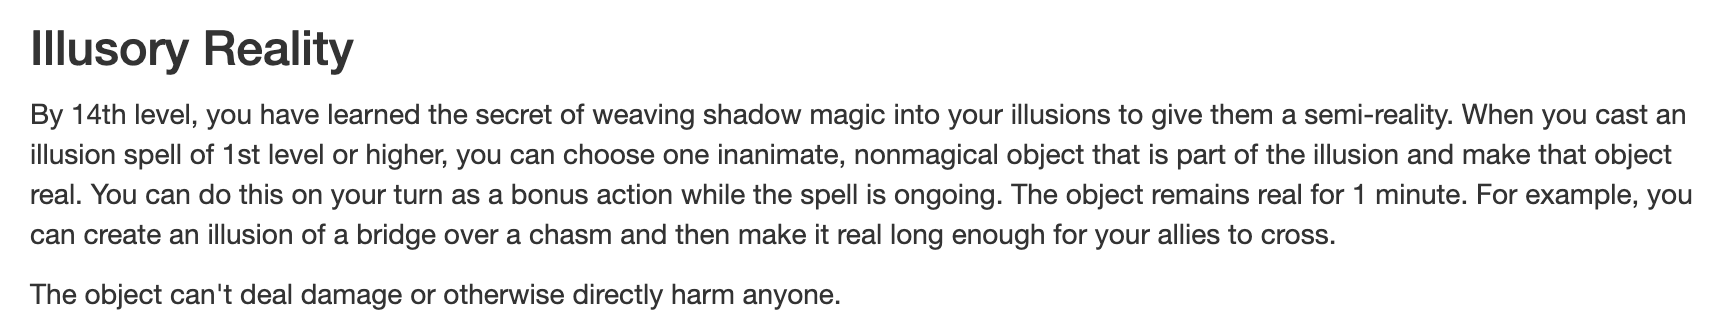 Illusory Reality
By 14th level, you have learned the secret of weaving shadow magic into your illusions to give them a semi-reality. When you cast an
illusion spell of 1st level or higher, you can choose one inanimate, nonmagical object that is part of the illusion and make that object
real. You can do this on your turn as a bonus action while the spell is ongoing. The object remains real for 1 minute. For example, you
can create an illusion of a bridge over a chasm and then make it real long enough for your allies to cross.
The object can't deal damage or otherwise directly harm anyone.